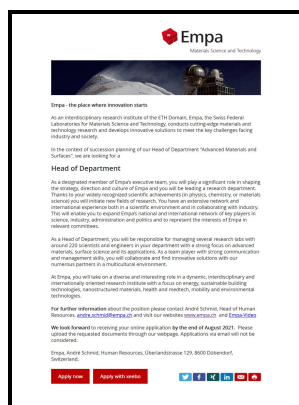 Empa
Materials Science and Technology
Empa - the place where innovation starts
As an interdisciplinary research institute of the ETH Domain, Empa, the Swiss Federal
Laboratories for Materials Science and Technology, conducts cutting-edge materials and
technology research and develops innovative solutions to meet the key challenges facing
industry and society.
In the context of succession planning of our Head of Department "Advanced Materials and
Surfaces", we are looking for a
Head of Department
As a designated member of Empa's executive team, you will play a significant role in shaping
the strategy, direction and culture of Empa and you will be leading a research department.
Thanks to your widely recognized scientific achievements (in physics, chemistry, or materials
science) you will initiate new fields of research. You have an extensive network and
international experience both in a scientific environment and in collaborating with industry.
This will enable you to expand Empa's national and international network of key players in
science, industry, administration and politics and to represent the interests of Empa in
relevant committees.
As a Head of Department, you will be responsible for managing several research labs with
around 220 scientists and engineers in your department with a strong focus on advanced
materials, surface science and its applications. As a team player with strong communication
and management skills, you will collaborate and find innovative solutions with our
numerous partners in a multicultural environment.
At Empa, you will take on a diverse and interesting role in a dynamic, interdisciplinary and
internationally oriented research institute with a focus on energy, sustainable building
technologies, nanostructured materials, health and medtech, mobility and environmental
technologies.
For further information about the position please contact André Schmid, Head of Human
Resources, andre.schmid@empa.ch and visit our websites www.empa.ch and Empa-Video
We look forward to receiving your online application by the end of August 2021. Please
upload the requested documents through our webpage. Applications via email will not be
considered.
Empa, André Schmid, Human Resources, Überlandstrasse 129, 8600 Dübendorf,
Switzerland.
Apply now
Apply with xeebo